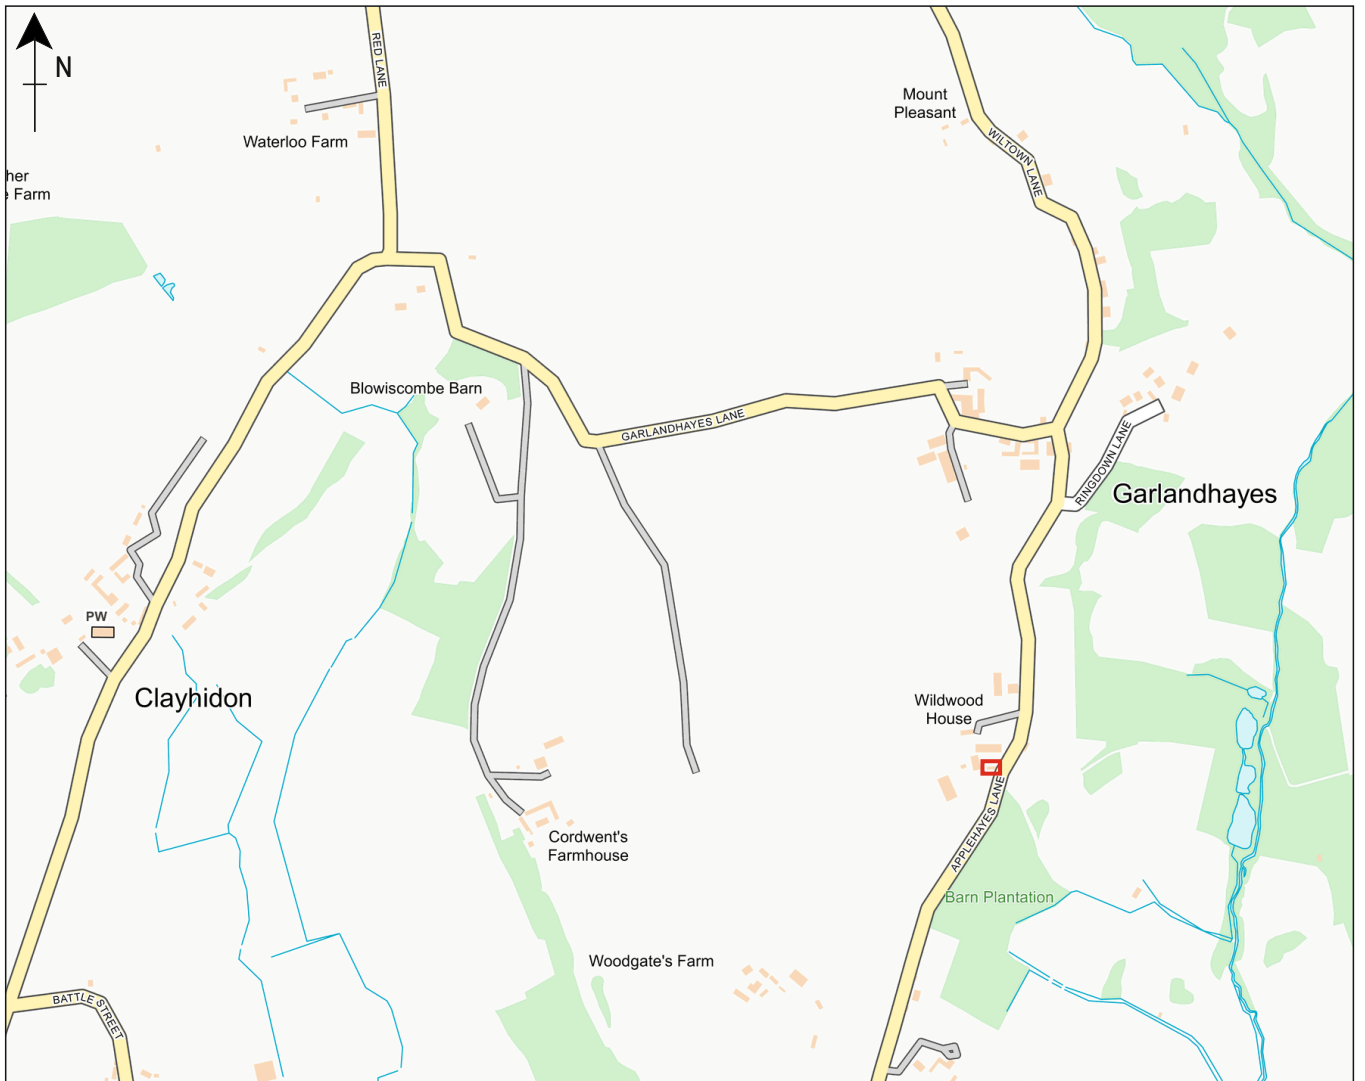 N
RED LANE
Mount
Pleasant
WILTOWN LANE
Waterloo Farm
her
Farm
Blowiscombe Barn
GARLANDHAYES LANE
RINGDOWN LANE
Garlandhayes
PW
Clayhidon
Wildwood
House
APPLEHAYES LANE
Cordwent's
Farmhouse
Barn Plantation
Woodgate's Farm
BATTLE STREET